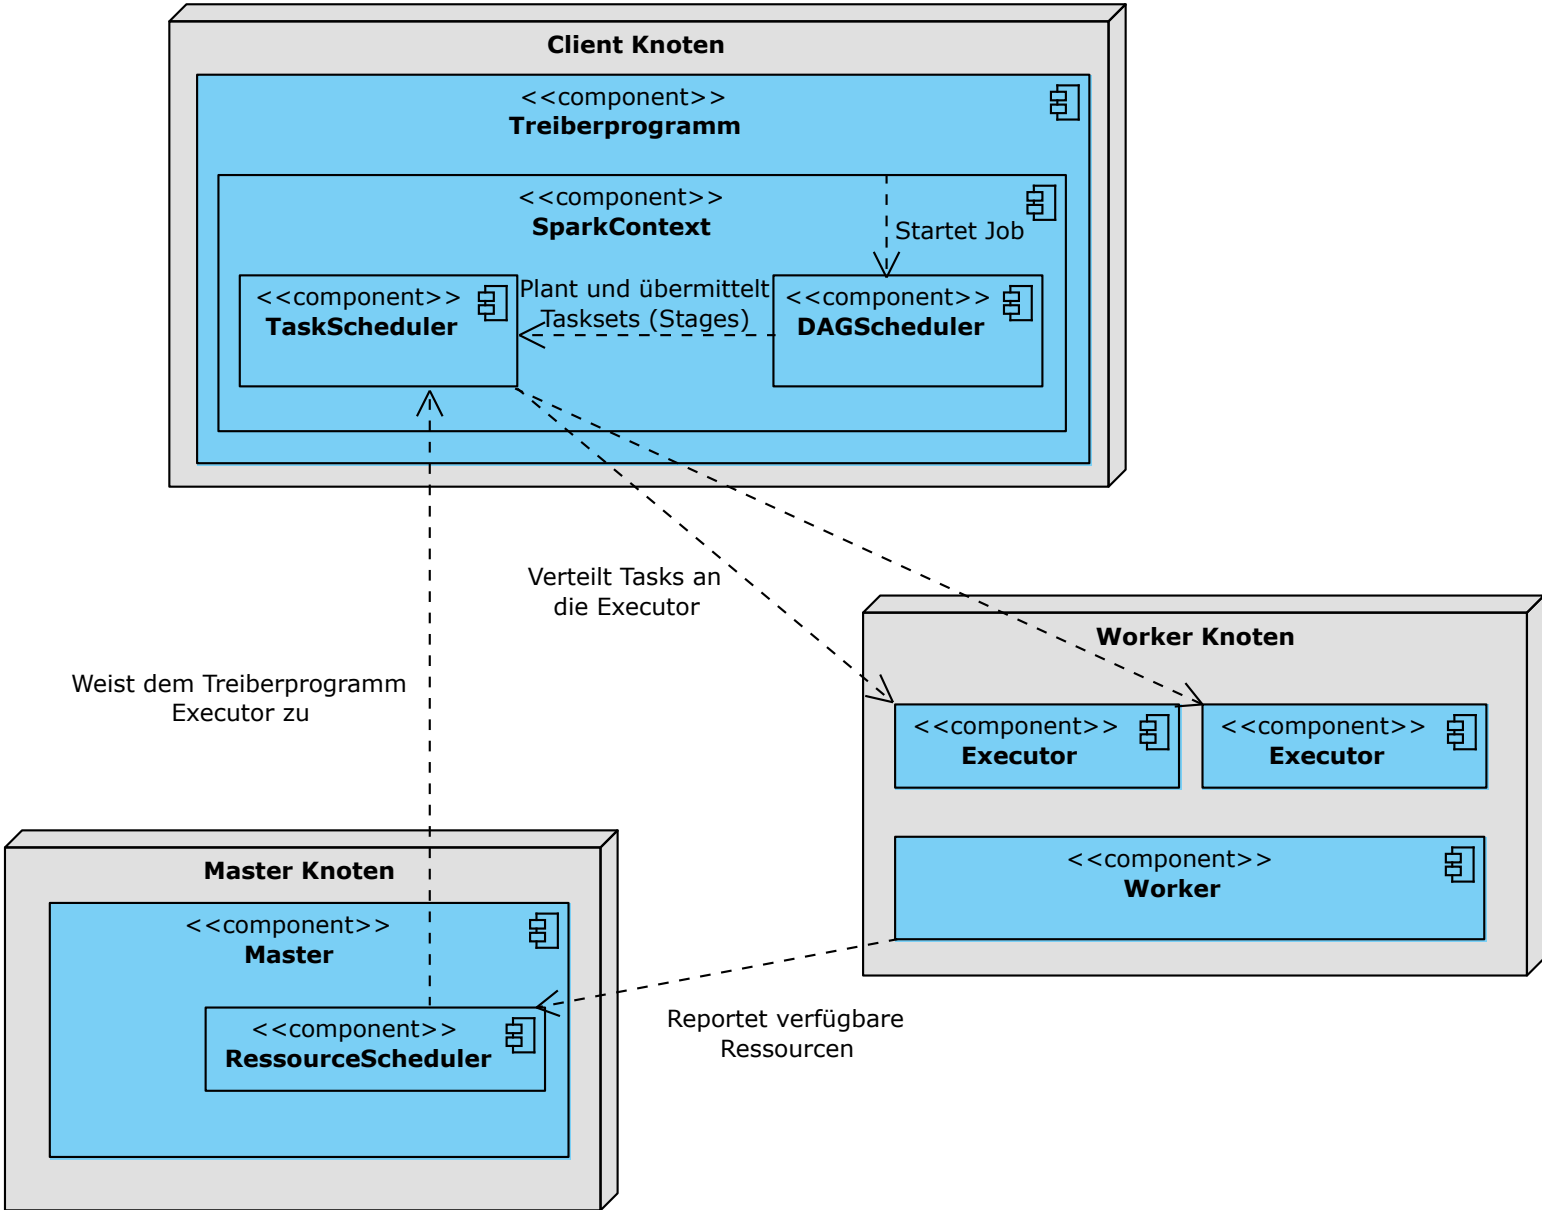 Client Knoten
<<component>>
Treiberprogramm
<<component>>
SparkContext
Startet Job
<<component>>
TaskScheduler
Plant und übermittelt
Tasksets (Stages)
<<component>>
DAGScheduler
Verteilt Tasks an
die Executor
Weist dem Treiberprogramm
Executor zu
Worker Knoten
<<component>>
Executor
<<component>>
Executor
<<component>>
Worker
Master Knoten
<<component>>
Master
<<component>>
RessourceScheduler
Reportet verfügbare
Ressourcen